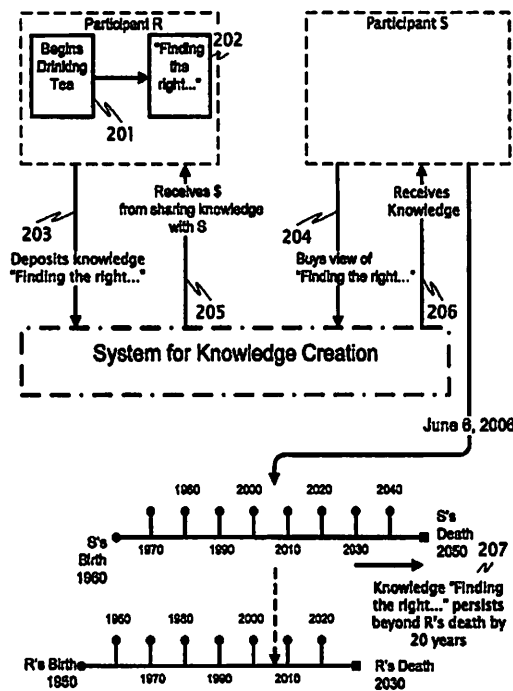 Participant R
202
Participant S
Begins
Drinking
Tea
"Finding
the
right..."
201
203
Receives $
from sharing knowledge
with S
204
Receives
Knowledge
Deposits knowledge
"Finding the right..."
205
Buys view of
"Finding the right..."
206
System for Knowledge Creation
June 6, 2006
1980
2000
2020
2040
S's
Birth
1960
1970
1990
2010
2030
S's
Death
2050
207
Knowledge "Finding
the right..." persists
beyond R's death by
20 years
1960
1980
2000
2020
R's Birth
1950
1970
1990
2010
R's Death
2030